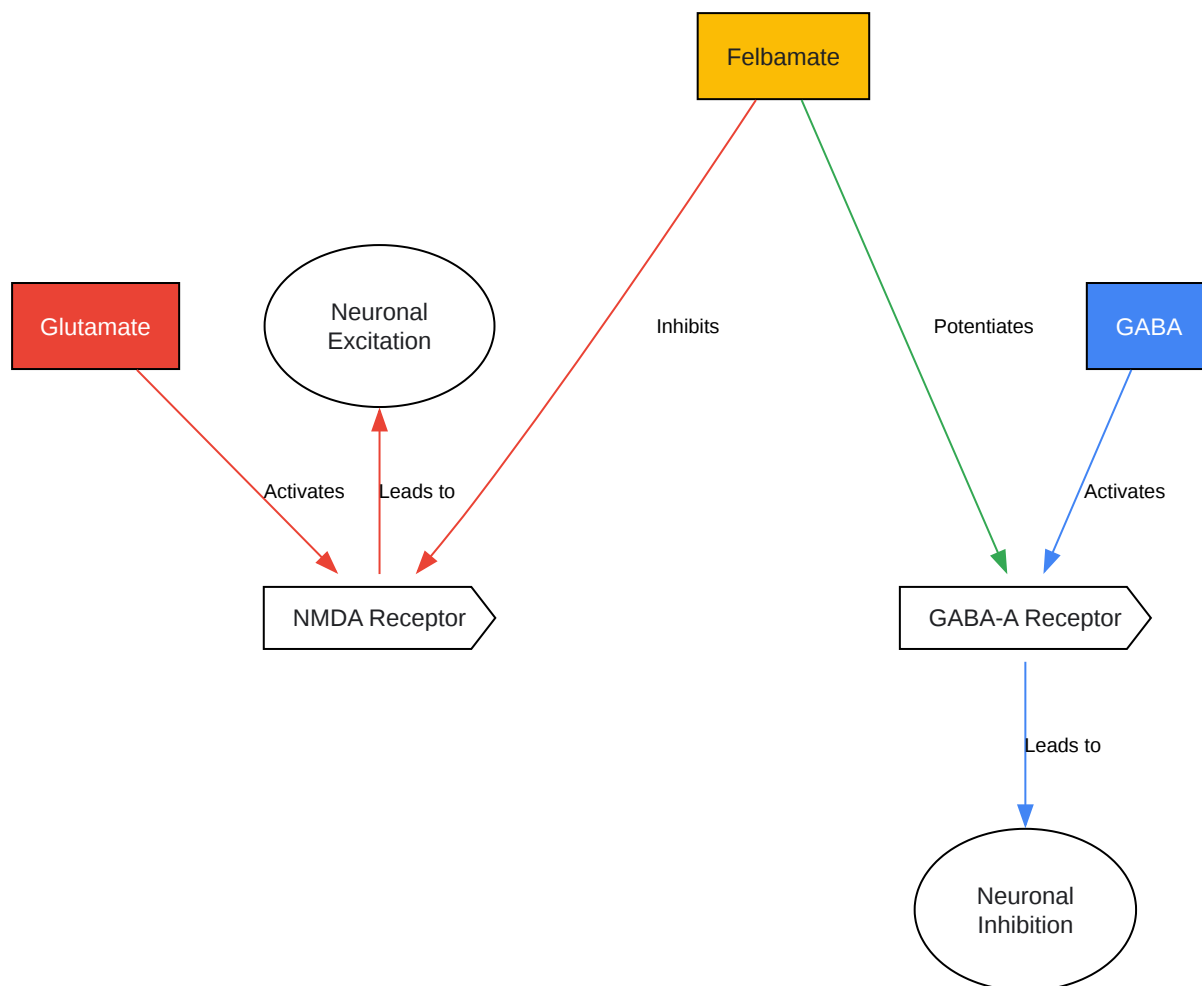 Felbamate
Neuronal
Excitation
Glutamate
Inhibits
Potentiates
GABA
Activates
Leads to
Activates
NMDA Receptor
GABA-A Receptor
Leads to
Neuronal
Inhibition